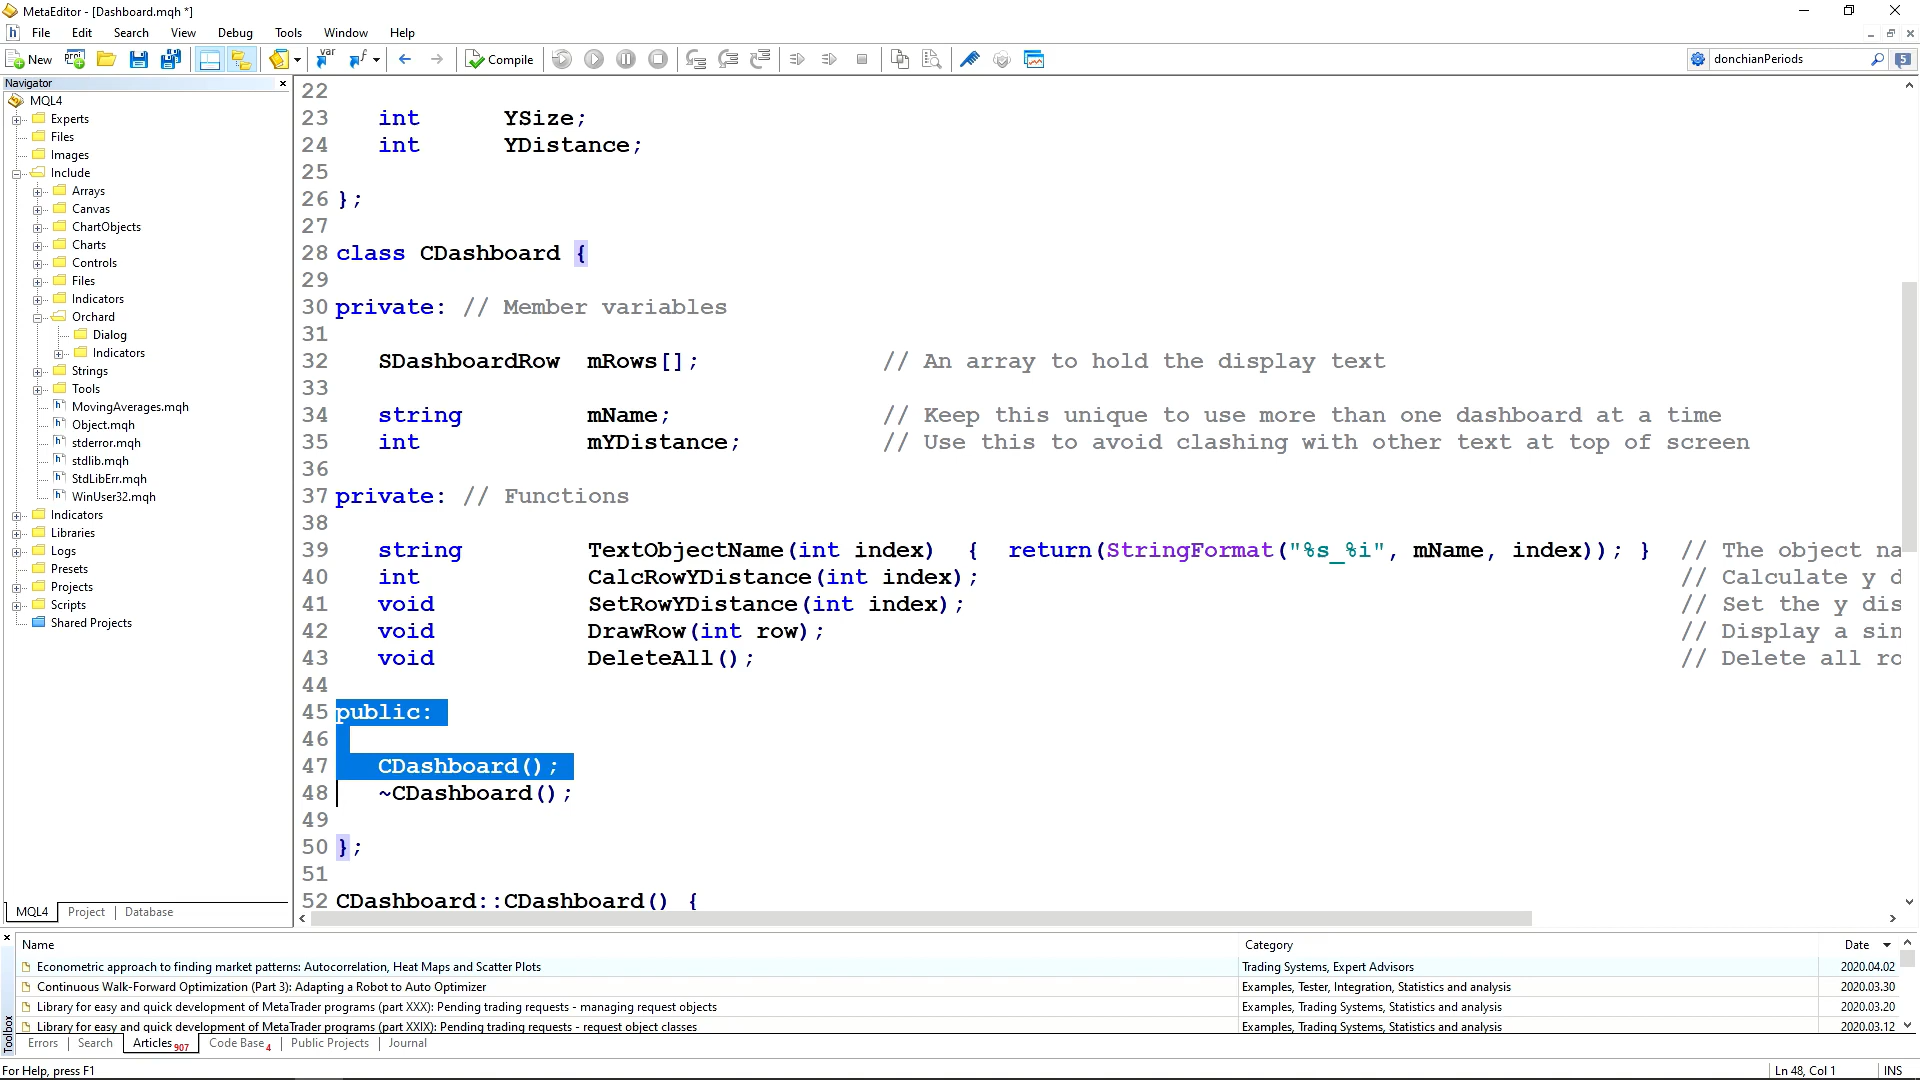 MetaEditor - [Dashboard.mqh *]
File Edit Search View Debug Tools Window Help
New Compile donchianPeriods 5
Navigator
MQL4
Experts
Files
Images
Include
Arrays
Canvas
ChartObjects
Charts
Controls
Files
Indicators
Orchard
Dialog
Indicators
Strings
Tools
MovingAverages.mqh
Object.mqh
stderror.mqh
stdlib.mqh
StdLibErr.mqh
WinUser32.mqh
Indicators
Libraries
Logs
Presets
Projects
Scripts
Shared Projects
MQL4 Project Database
22
23 int YSize;
24 int YDistance;
25
26 };
27
28 class CDashboard {
29
30 private: // Member variables
31
32 SDashboardRow mRows[]; // An array to hold the display text
33
34 string mName; // Keep this unique to use more than one dashboard at a time
35 int mYDistance; // Use this to avoid clashing with other text at top of screen
36
37 private: // Functions
38
39 string TextObjectName(int index) { return(StringFormat("%s_%i", mName, index)); } // The object na
40 int CalcRowYDistance(int index); // Calculate y d
41 void SetRowYDistance(int index); // Set the y dis
42 void DrawRow(int row); // Display a sin
43 void DeleteAll(); // Delete all ro
44
45 public:
46
47 CDashboard();
48 ~CDashboard();
49
50 };
51
52 CDashboard::CDashboard() {
Name Category Date
Econometric approach to finding market patterns: Autocorrelation, Heat Maps and Scatter Plots Trading Systems, Expert Advisors 2020.04.02
Continuous Walk-Forward Optimization (Part 3): Adapting a Robot to Auto Optimizer Examples, Tester, Integration, Statistics and analysis 2020.03.30
Library for easy and quick development of MetaTrader programs (part XXX): Pending trading requests - managing request objects Examples, Trading Systems, Statistics and analysis 2020.03.20
Library for easy and quick development of MetaTrader programs (part XXIX): Pending trading requests - request object classes Examples, Trading Systems, Statistics and analysis 2020.03.12
Toolbox
Errors Search Articles 907 Code Base 4 Public Projects Journal
For Help, press F1 Ln 48, Col 1 INS